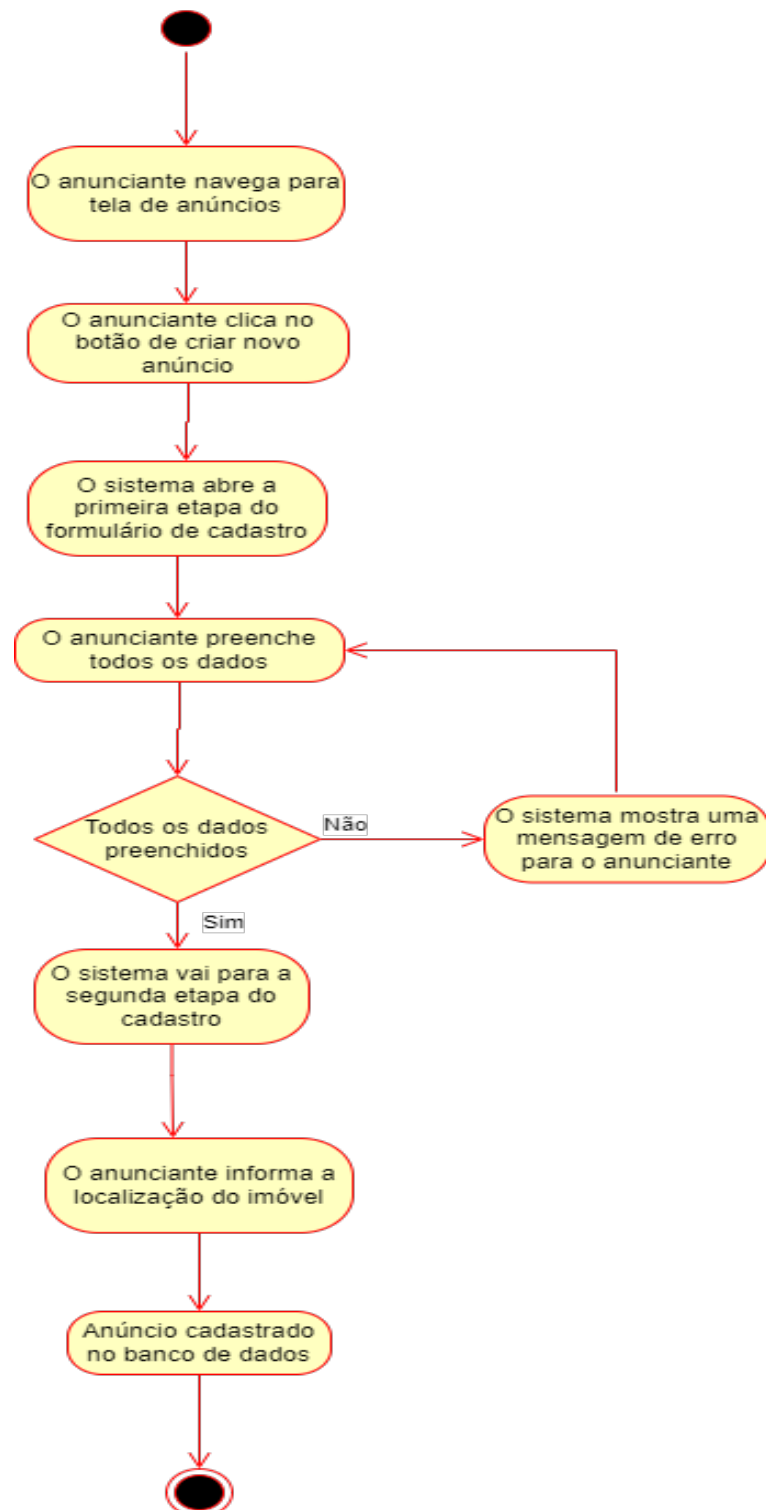 O anunciante navega para
tela de anúncios
O anunciante clica no
botão de criar novo
anúncio
O sistema abre a
primeira etapa do
formulário de cadastro
O anunciante preenche
todos os dados
Todos os dados
preenchidos
Não
O sistema mostra uma
mensagem de erro
para o anunciante
Sim
O sistema vai para a
segunda etapa do
cadastro
O anunciante informa a
localização do imóvel
Anúncio cadastrado
no banco de dados